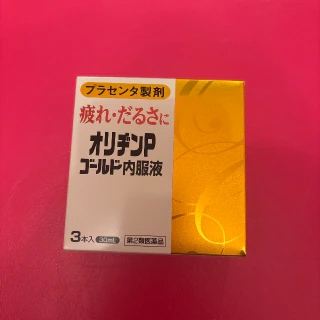 プラセンタ製剤
疲れ・だるさに
オリヂンP
ゴールド内服液
3本入 30mL 第2類医薬品